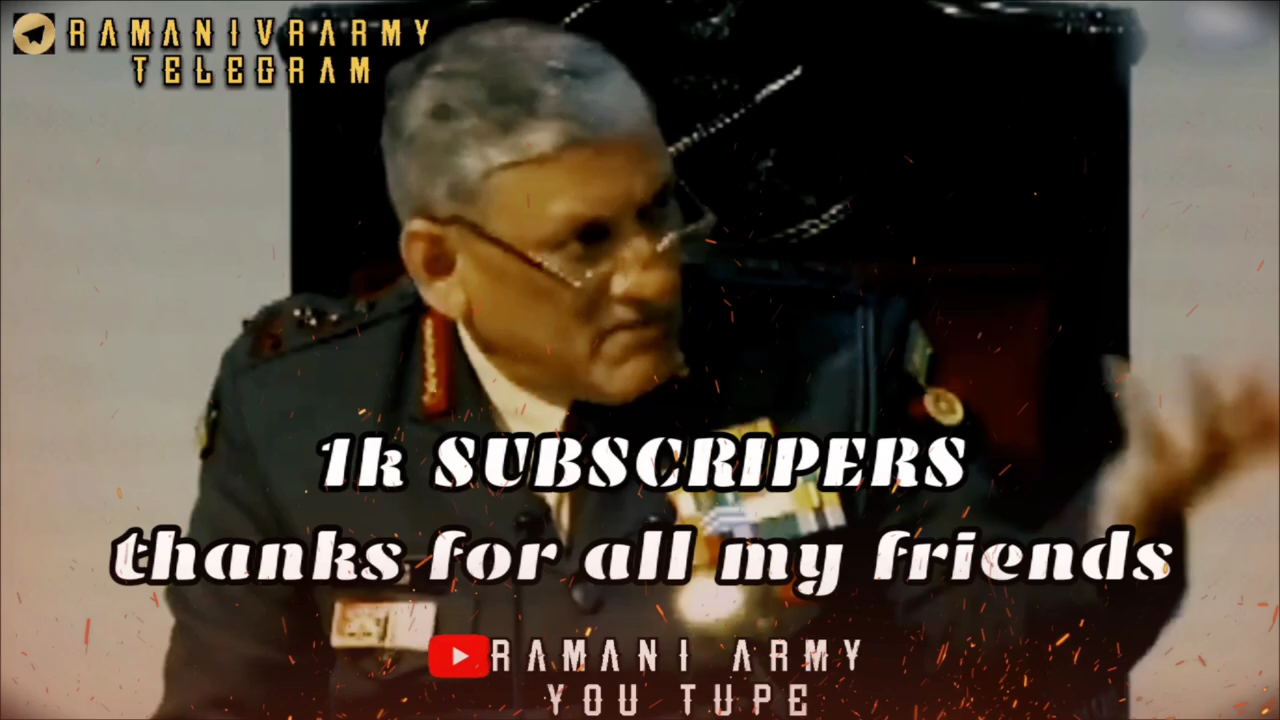 RAMANIVRARMY
TELEGRAM
1k SUBSCRIPERS
thanks for all my friends
RAMANI ARMY
YOU TUPE